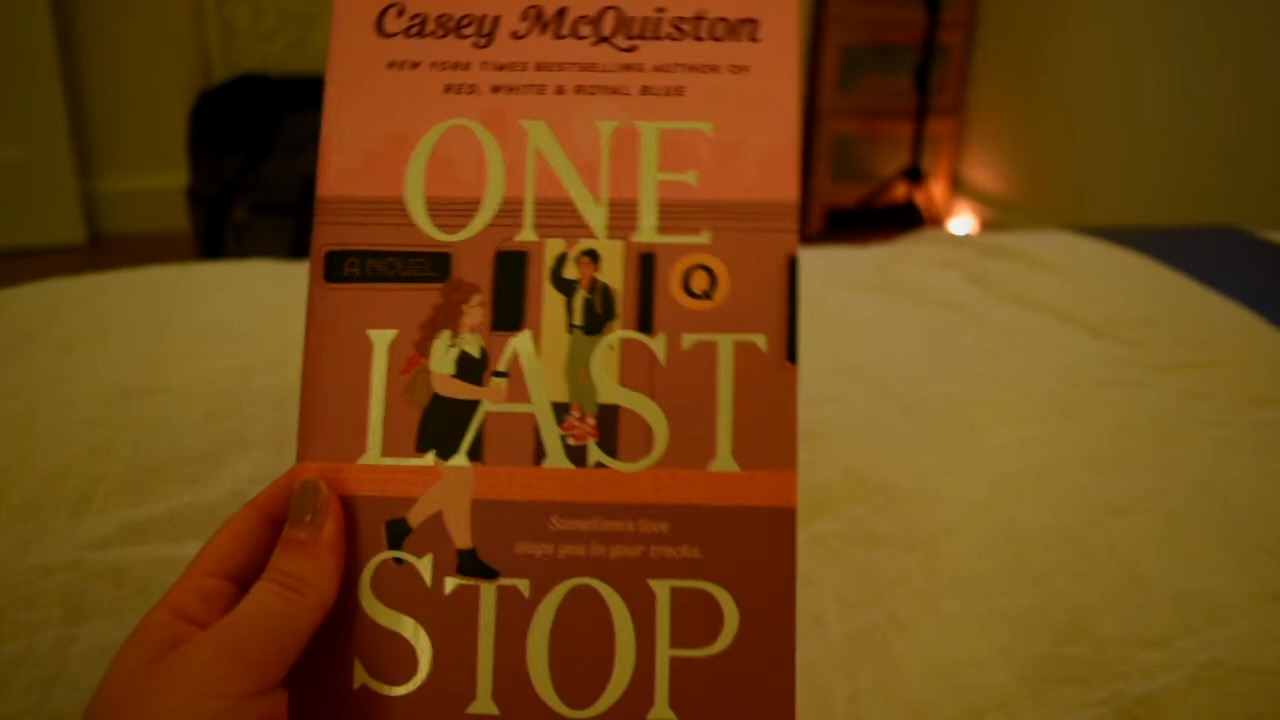 Casey McQuiston
NEW YORK TIMES BESTSELLING AUTHOR OF
RED, WHITE & ROYAL BLUE
ONE
A NOVEL
Q
LAST
Sometimes love
stops you in your tracks.
STOP